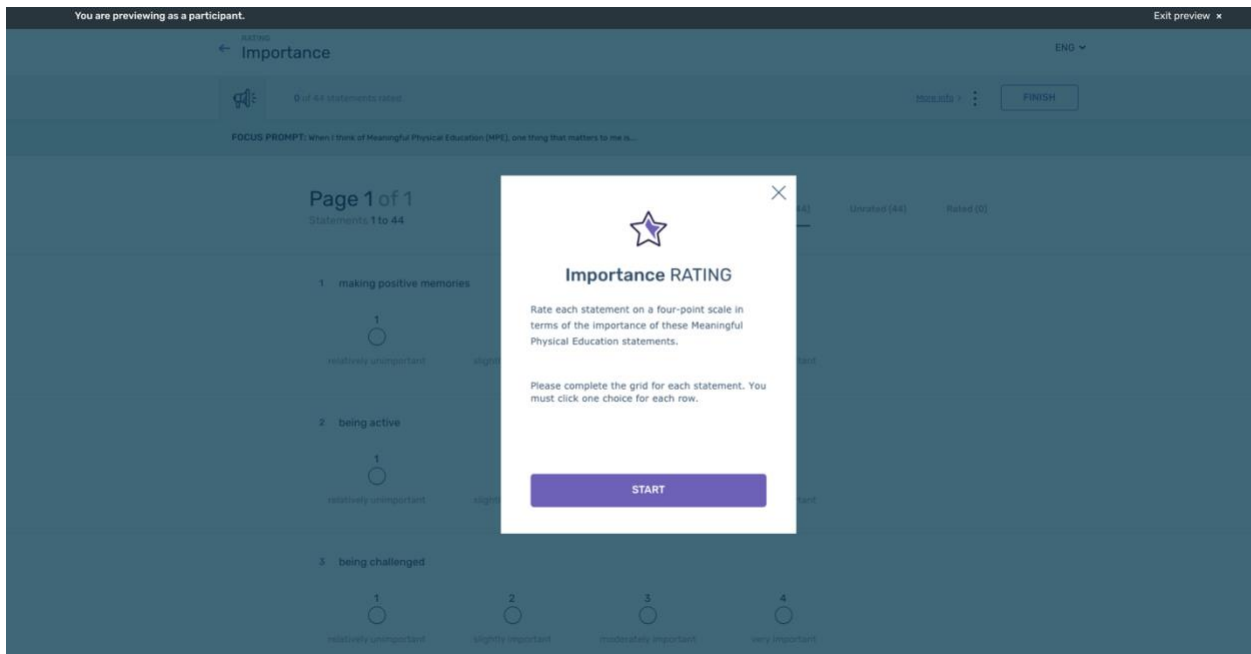 You are previewing as a participant.
Exit preview ×
RATING
Importance
ENG
0 of 44 statements rated
More info
FINISH
FOCUS PROMPT: When I think of Meaningful Physical Education (MPE), one thing that matters to me is...
Page 1 of 1
Statements 1 to 44
44)
Unrated (44)
Rated (0)
Importance RATING
Rate each statement on a four-point scale in
terms of the importance of these Meaningful
Physical Education statements.
Please complete the grid for each statement. You
must click one choice for each row.
START
1 making positive memories
1
relatively unimportant
2 being active
1
relatively unimportant
3 being challenged
1 2 3 4
relatively unimportant slightly important moderately important very important